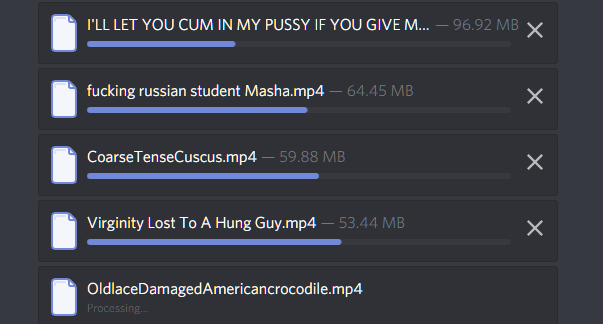 I'LL LET YOU CUM IN MY PUSSY IF YOU GIVE M... — 96.92 MB
fucking russian student Masha.mp4 — 64.45 MB
CoarseTenseCuscus.mp4 — 59.88 MB
Virginity Lost To A Hung Guy.mp4 — 53.44 MB
OldlaceDamagedAmericancrocodile.mp4
Processing...